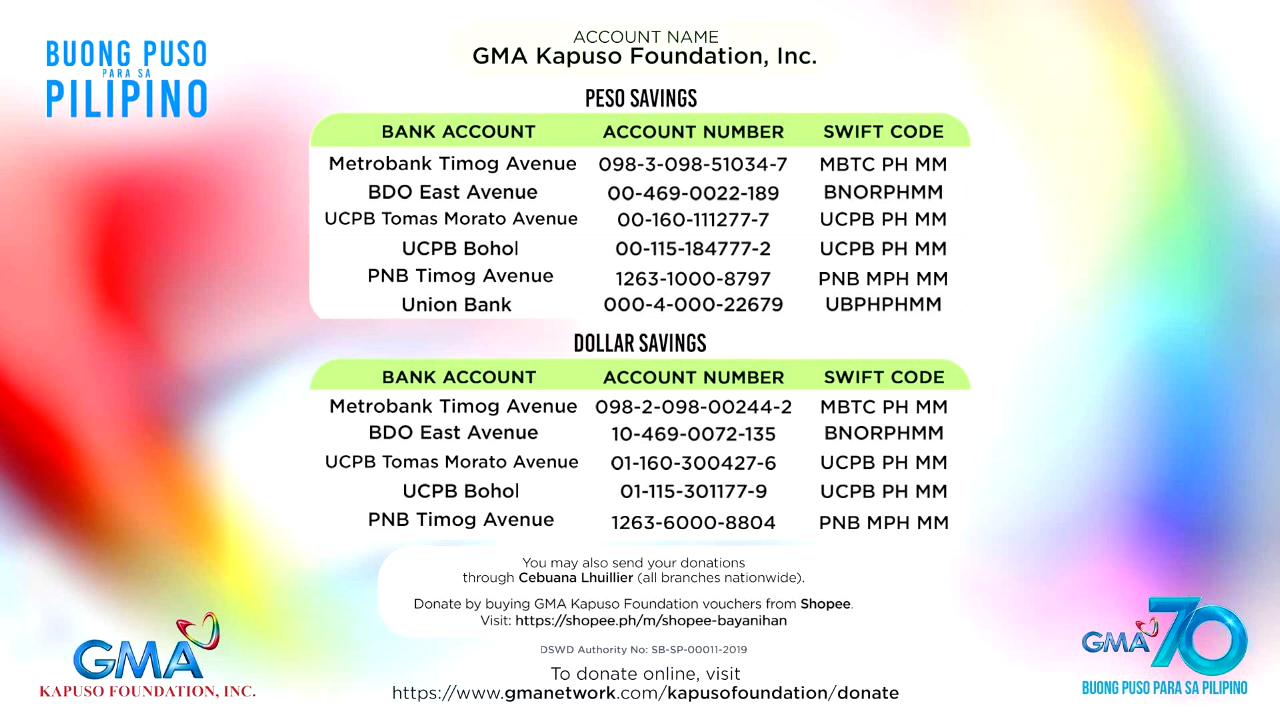 BUONG PUSO
PARA SA
PILIPINO
ACCOUNT NAME
GMA Kapuso Foundation, Inc.
PESO SAVINGS
BANK ACCOUNT ACCOUNT NUMBER SWIFT CODE
Metrobank Timog Avenue 098-3-098-51034-7 MBTC PH MM
BDO East Avenue 00-469-0022-189 BNORPHMM
UCPB Tomas Morato Avenue 00-160-111277-7 UCPB PH MM
UCPB Bohol 00-115-184777-2 UCPB PH MM
PNB Timog Avenue 1263-1000-8797 PNB MPH MM
Union Bank 000-4-000-22679 UBPHPHMM
DOLLAR SAVINGS
BANK ACCOUNT ACCOUNT NUMBER SWIFT CODE
Metrobank Timog Avenue 098-2-098-00244-2 MBTC PH MM
BDO East Avenue 10-469-0072-135 BNORPHMM
UCPB Tomas Morato Avenue 01-160-300427-6 UCPB PH MM
UCPB Bohol 01-115-301177-9 UCPB PH MM
PNB Timog Avenue 1263-6000-8804 PNB MPH MM
You may also send your donations
through Cebuana Lhuillier (all branches nationwide).
Donate by buying GMA Kapuso Foundation vouchers from Shopee.
Visit: https://shopee.ph/m/shopee-bayanihan
DSWD Authority No: SB-SP-00011-2019
To donate online, visit
https://www.gmanetwork.com/kapusofoundation/donate
GMA
KAPUSO FOUNDATION, INC.
GMA 70
BUONG PUSO PARA SA PILIPINO